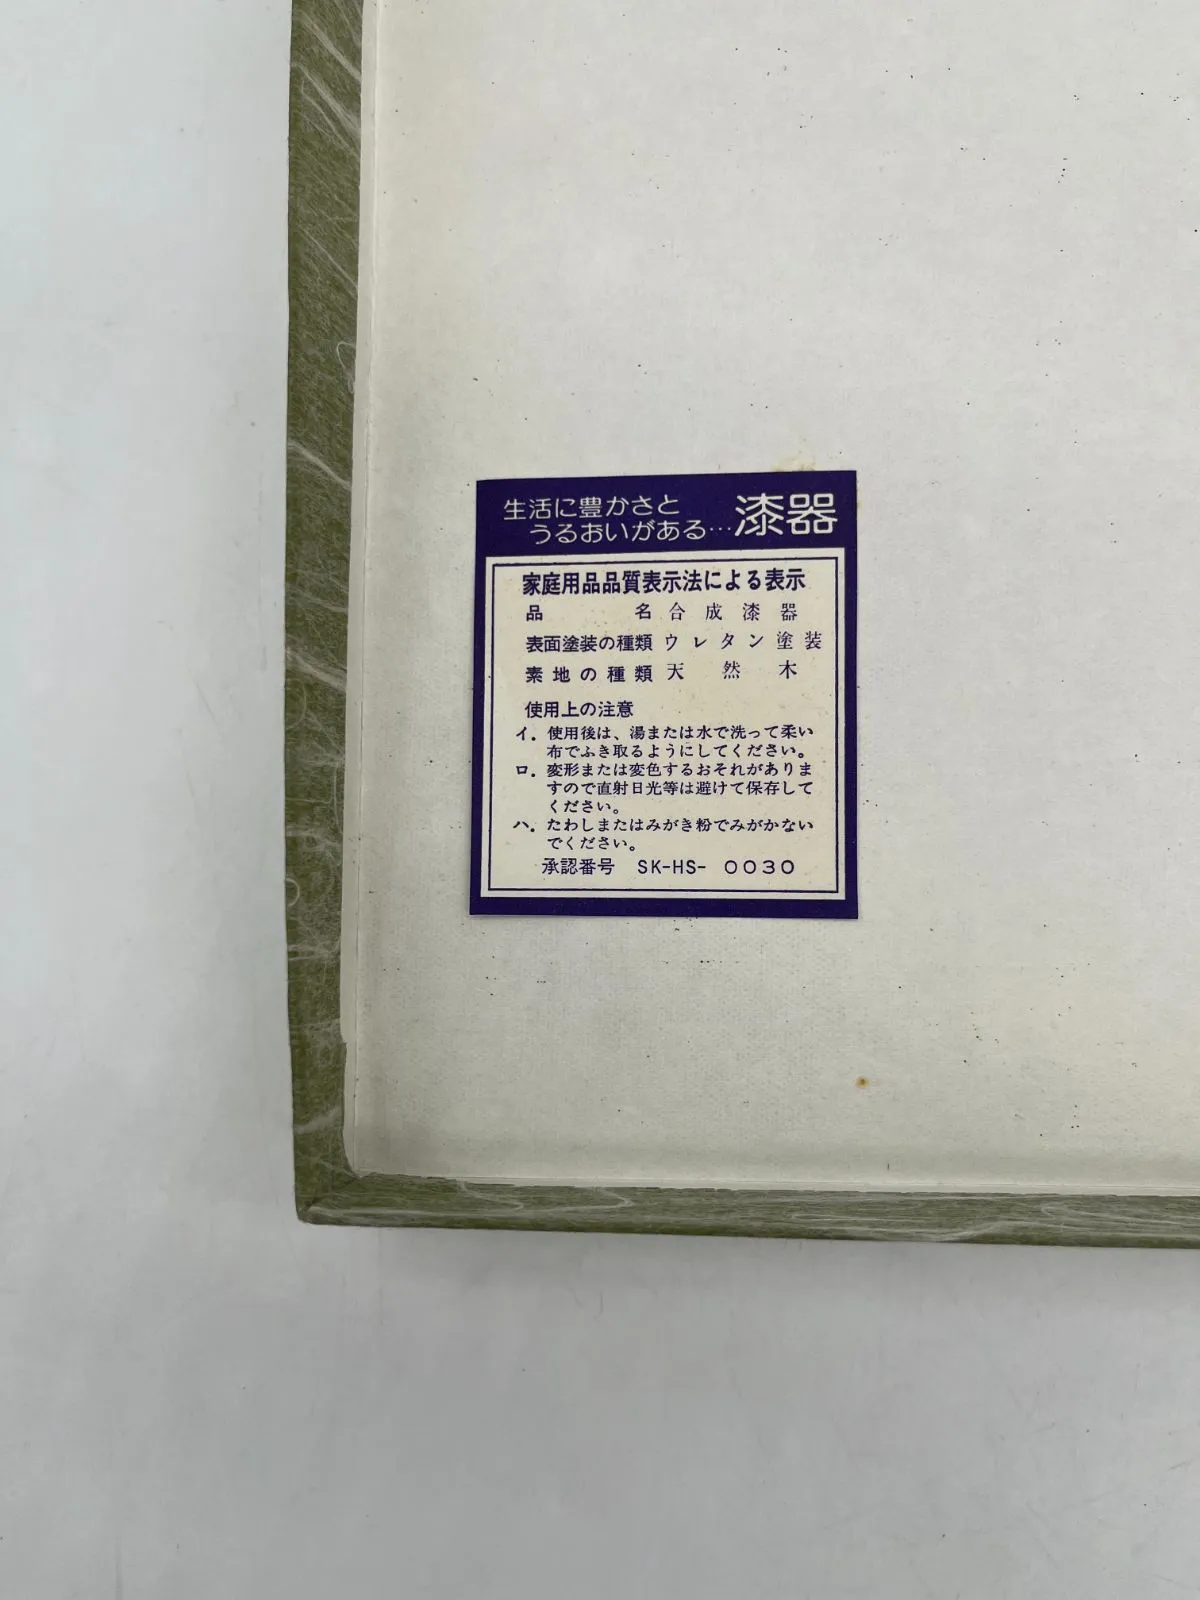 生活に豊かさと
うるおいがある…漆器
家庭用品品質表示法による表示
品名 合成漆器
表面塗装の種類 ウレタン塗装
素地の種類 天然木
使用上の注意
イ. 使用後は、湯または水で洗って柔い
布でふき取るようにしてください。
ロ. 変形または変色するおそれがありま
すので直射日光等は避けて保存して
ください。
ハ. たわしまたはみがき粉でみがかない
でください。
承認番号 SK-HS- 0030